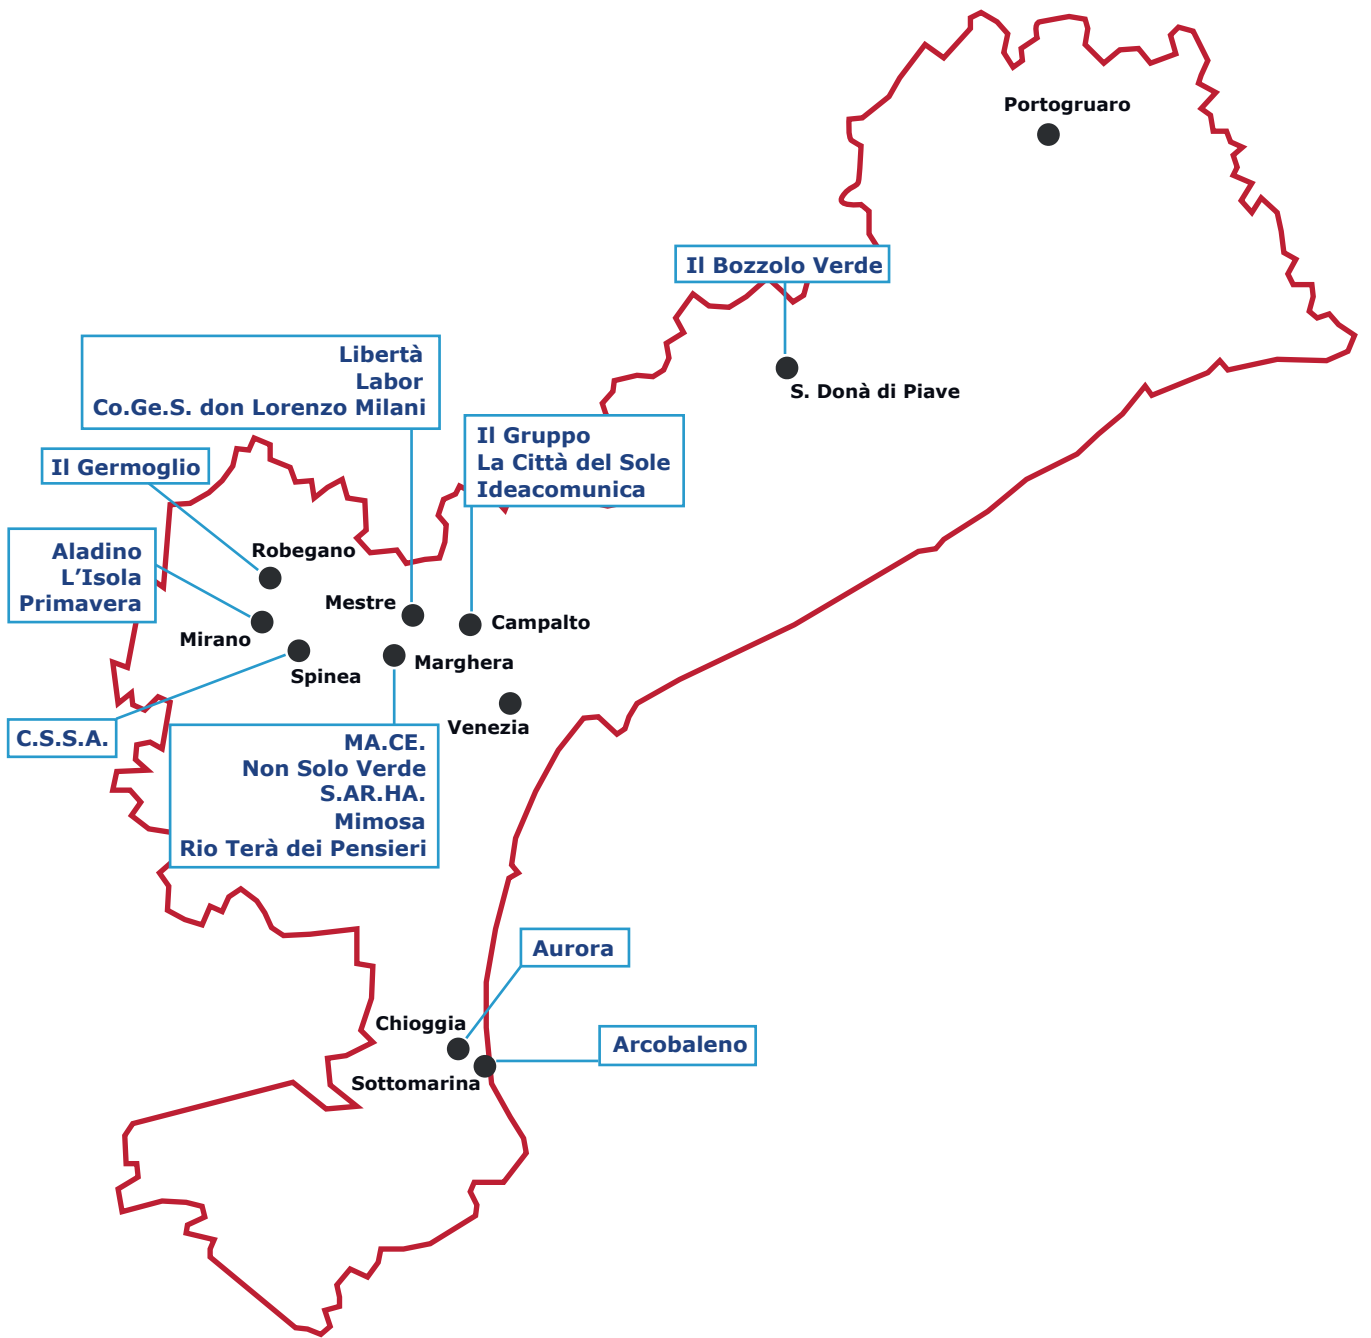 Portogruaro
Il Bozzolo Verde
S. Donà di Piave
Libertà
Labor
Co.Ge.S. don Lorenzo Milani
Il Gruppo
La Città del Sole
Ideacomunica
Il Germoglio
Robegano
Aladino
L’Isola
Primavera
Mestre
Campalto
Mirano
Marghera
Spinea
Venezia
C.S.S.A.
MA.CE.
Non Solo Verde
S.AR.HA.
Mimosa
Rio Terà dei Pensieri
Aurora
Chioggia
Arcobaleno
Sottomarina